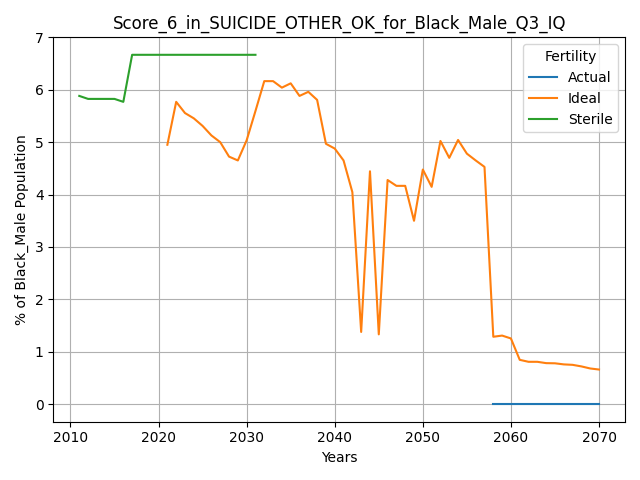 Score_6_in_SUICIDE_OTHER_OK_for_Black_Male_Q3_IQ
% of Black_Male Population
7
6
5
4
3
2
1
0
Fertility
Actual
Ideal
Sterile
2010 2020 2030 2040 2050 2060 2070
Years